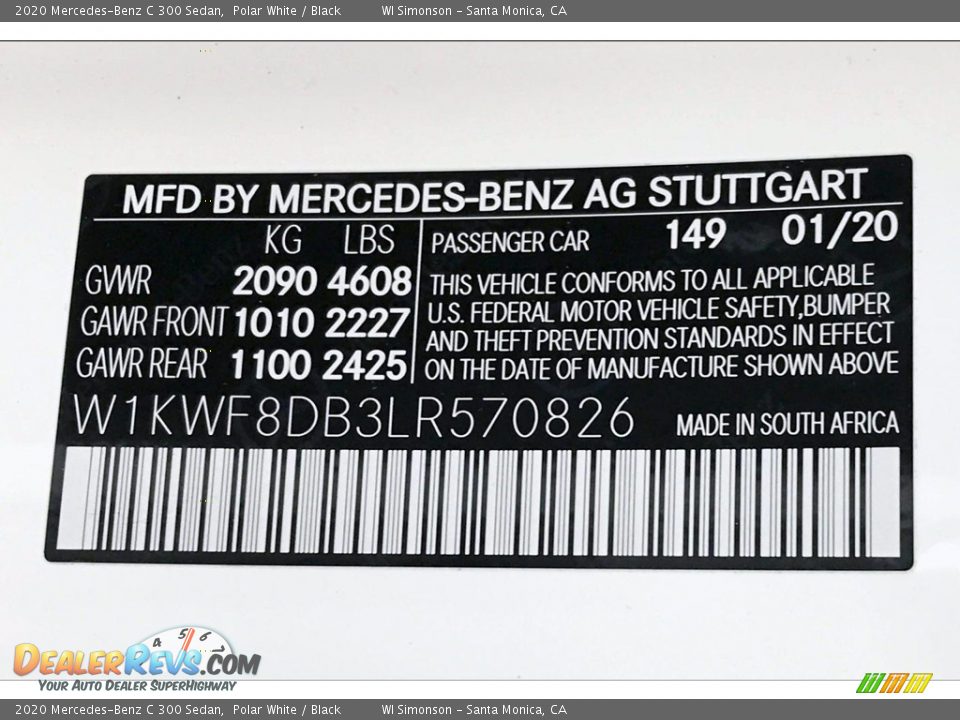 2020 Mercedes-Benz C 300 Sedan, Polar White / Black WI Simonson - Santa Monica, CA
MFD BY MERCEDES-BENZ AG STUTTGART
KG LBS
GVWR 2090 4608
GAWR FRONT 1010 2227
GAWR REAR 1100 2425
PASSENGER CAR 149 01/20
THIS VEHICLE CONFORMS TO ALL APPLICABLE
U.S. FEDERAL MOTOR VEHICLE SAFETY,BUMPER
AND THEFT PREVENTION STANDARDS IN EFFECT
ON THE DATE OF MANUFACTURE SHOWN ABOVE
W1KWF8DB3LR570826 MADE IN SOUTH AFRICA
4 5 6 7
DEALERREVS.COM
YOUR AUTO DEALER SUPERHIGHWAY
2020 Mercedes-Benz C 300 Sedan, Polar White / Black WI Simonson - Santa Monica, CA